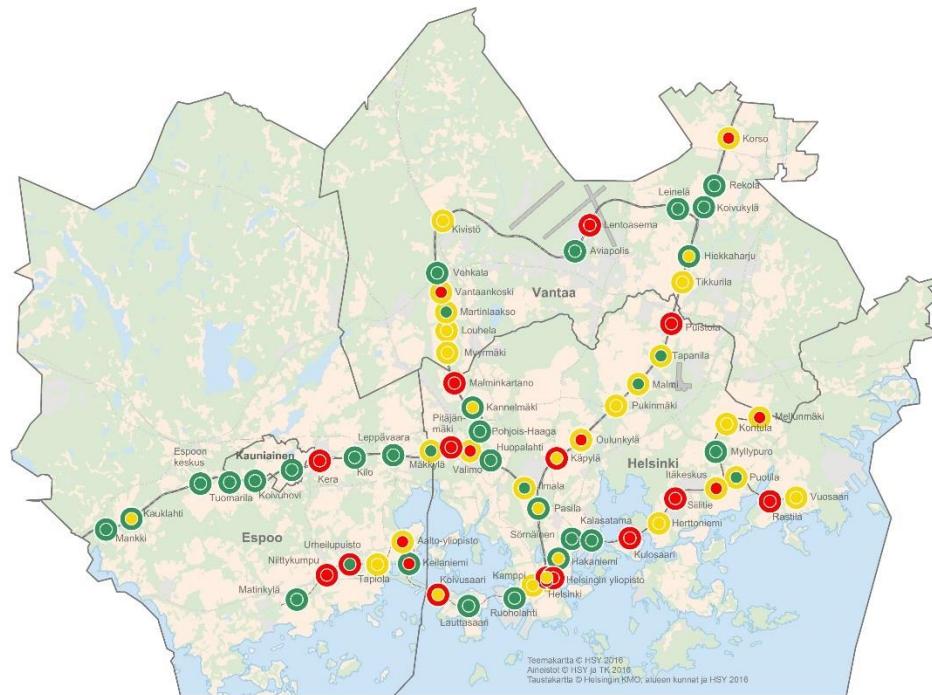 Korso
Rekola
Leinelä
Koivukylä
Kivistö
Lentoasema
Aviapolis
Hiekkaharju
Vehkala
Tikkurila
Vantaankoski
Vantaa
Martinlaakso
Louhela
Puistola
Myyrmäki
Tapanila
Malminkartano
Malmi
Kannelmäki
Pukinmäki
Pitäjän-
mäki
Mellunmäki
Kontula
Pohjois-Haaga
Leppävaara
Huopalahti
Oulunkylä
Myllypuro
Espoon
keskus
Kauniainen
Mäkkylä
Valimo
Käpylä
Helsinki
Kera
Kilo
Itäkeskus
Puotila
Tuomarila
Koivuhovi
Ilmala
Siilitie
Vuosaari
Rastila
Kauklahti
Pasila
Mankki
Espoo
Urheilupuisto
Aalto-yliopisto
Sörnäinen
Kalasatama
Herttoniemi
Niittykumpu
Keilaniemi
Kulosaari
Hakaniemi
Tapiola
Matinkylä
Koivusaari
Kamppi
Helsingin yliopisto
Helsinki
Lauttasaari
Ruoholahti
Teemakartta © HSY 2016
Aineistot © HSY ja TK 2016
Taustakartta © Helsingin KMO, alueen kunnat ja HSY 2016